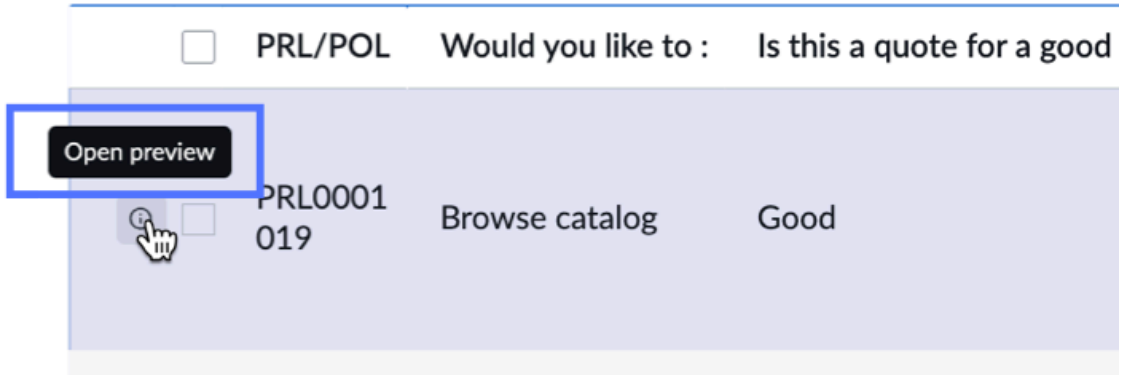 PRL/POL Would you like to : Is this a quote for a good
Open preview
PRL0001
019 Browse catalog Good